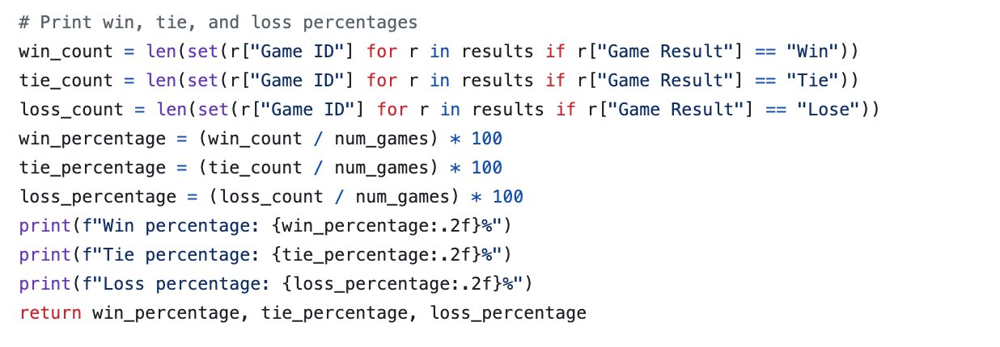 # Print win, tie, and loss percentages
win_count = len(set(r["Game ID"] for r in results if r["Game Result"] == "Win"))
tie_count = len(set(r["Game ID"] for r in results if r["Game Result"] == "Tie"))
loss_count = len(set(r["Game ID"] for r in results if r["Game Result"] == "Lose"))
win_percentage = (win_count / num_games) * 100
tie_percentage = (tie_count / num_games) * 100
loss_percentage = (loss_count / num_games) * 100
print(f"Win percentage: {win_percentage:.2f}%")
print(f"Tie percentage: {tie_percentage:.2f}%")
print(f"Loss percentage: {loss_percentage:.2f}%")
return win_percentage, tie_percentage, loss_percentage